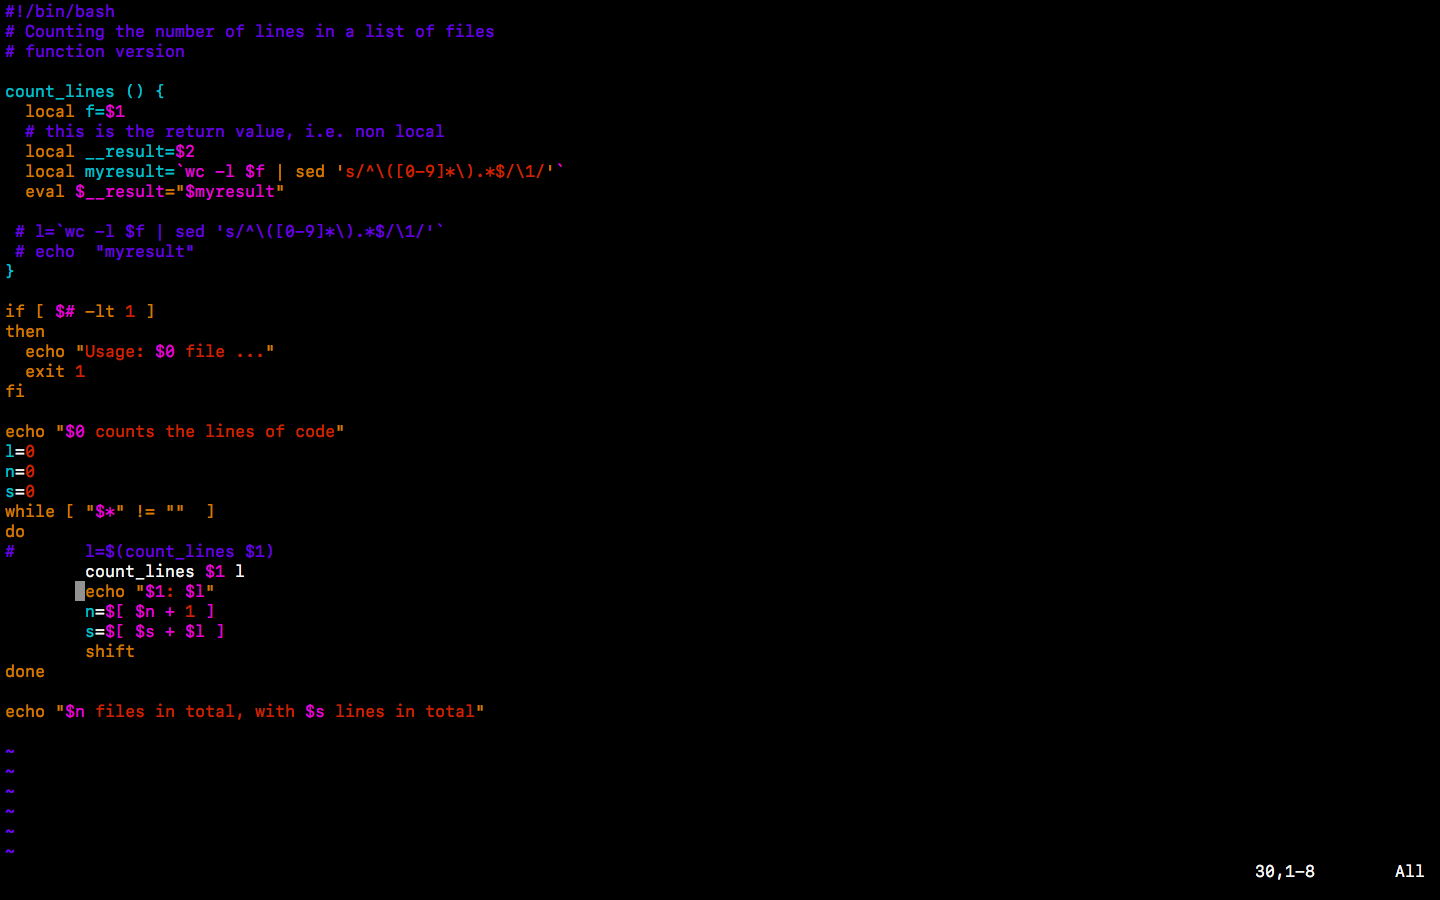 #!/bin/bash
# Counting the number of lines in a list of files
# function version

count_lines () {
  local f=$1
  # this is the return value, i.e. non local
  local __result=$2
  local myresult=`wc -l $f | sed 's/^\([0-9]*\).*$/\1/'`
  eval $__result="$myresult"

 # l=`wc -l $f | sed 's/^\([0-9]*\).*$/\1/'`
 # echo  "myresult"
}

if [ $# -lt 1 ]
then
  echo "Usage: $0 file ..."
  exit 1
fi

echo "$0 counts the lines of code"
l=0
n=0
s=0
while [ "$*" != ""  ]
do
#       l=$(count_lines $1)
        count_lines $1 l
        echo "$1: $l"
        n=$[ $n + 1 ]
        s=$[ $s + $l ]
        shift
done

echo "$n files in total, with $s lines in total"

~
~
~
~
~
~
30,1-8        All